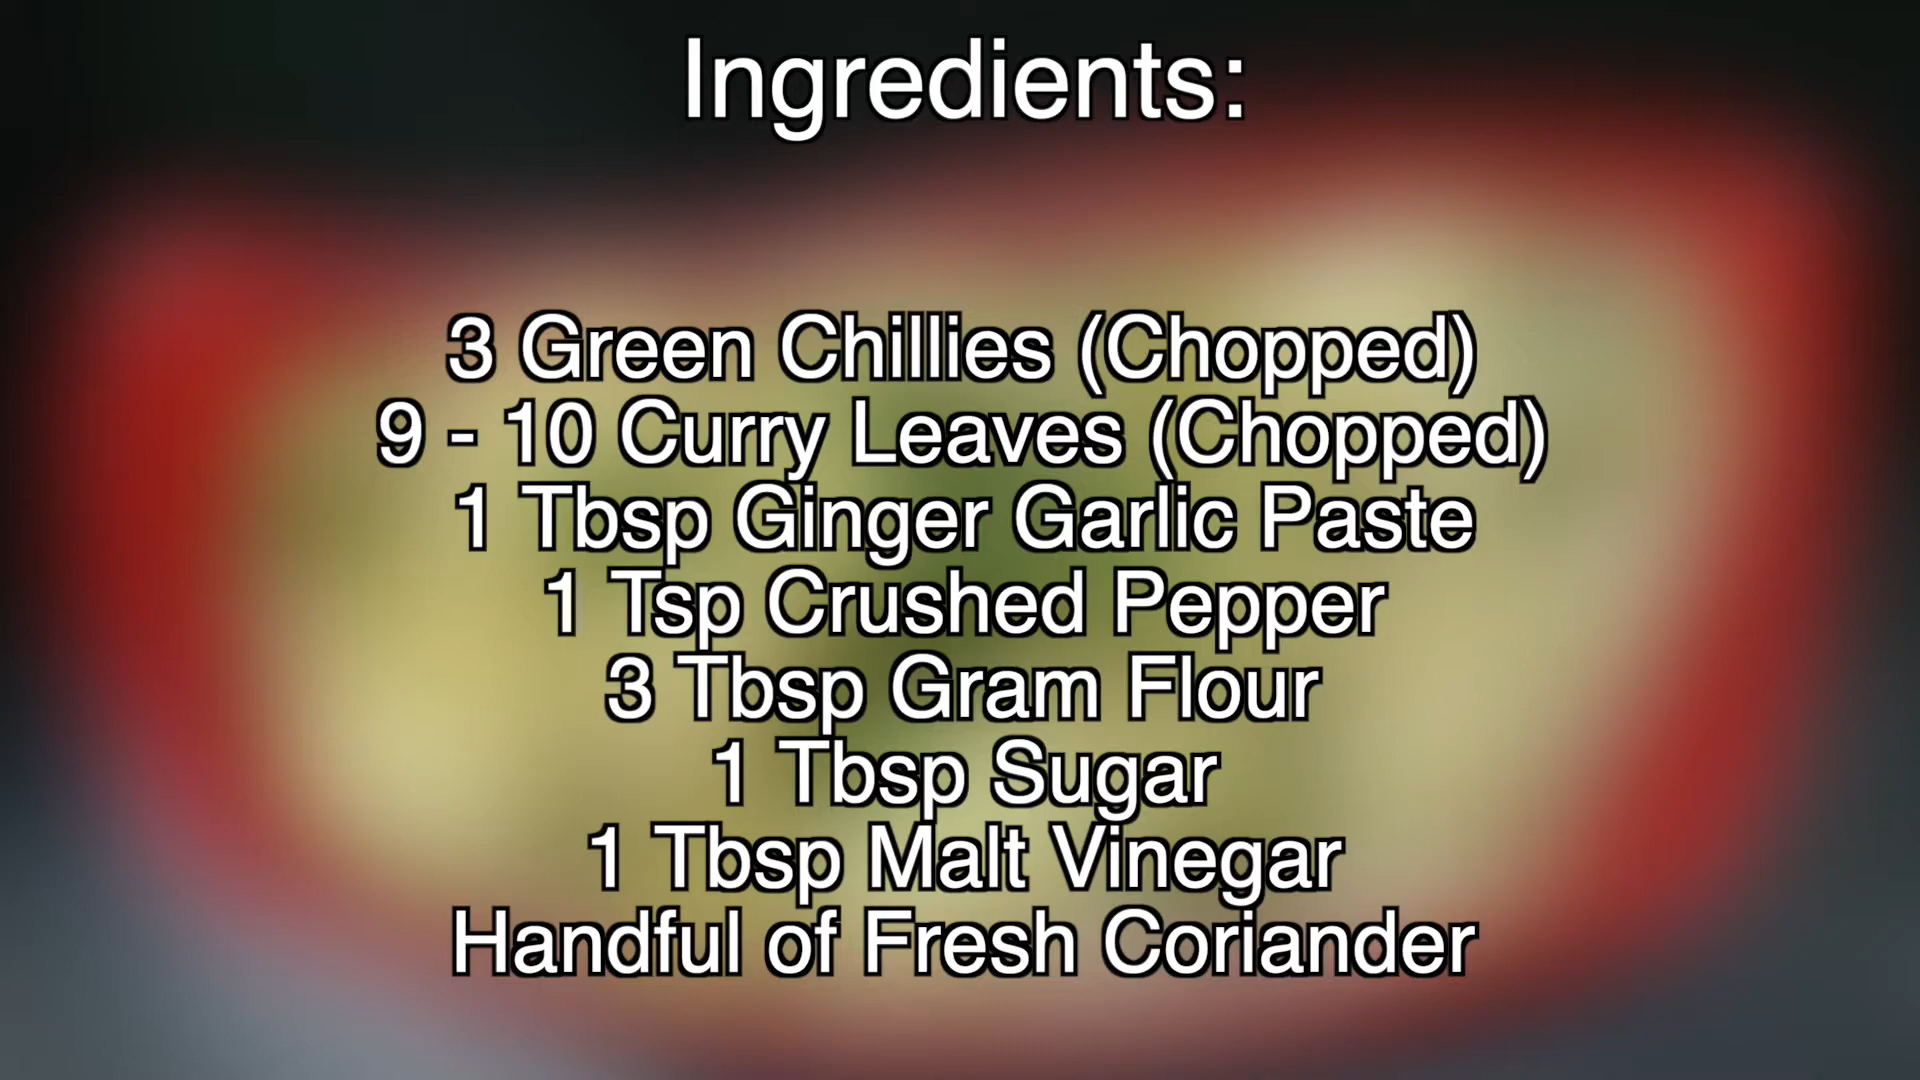 Ingredients:
3 Green Chillies (Chopped)
9 - 10 Curry Leaves (Chopped)
1 Tbsp Ginger Garlic Paste
1 Tsp Crushed Pepper
3 Tbsp Gram Flour
1 Tbsp Sugar
1 Tbsp Malt Vinegar
Handful of Fresh Coriander